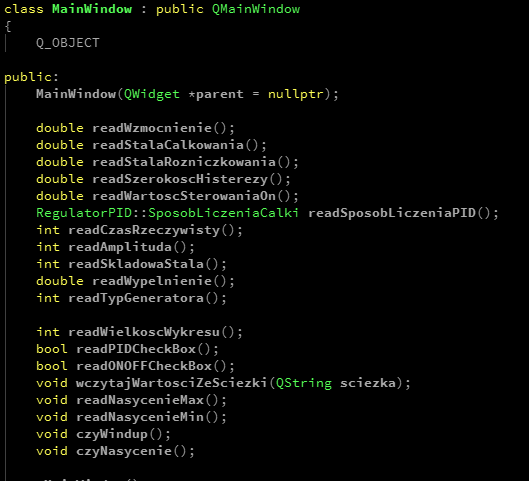 class MainWindow : public QMainWindow
{
Q_OBJECT
public:
MainWindow(QWidget *parent = nullptr);
double readWzmocnienie();
double readStalaCalkowania();
double readStalaRozniczkowania();
double readSzerokoscHisterezy();
double readWartoscSterowaniaOn();
RegulatorPID::SposobLiczeniaCalki readSposobLiczeniaPID();
int readCzasRzeczywisty();
int readAmplituda();
int readSkladowaStala();
double readWypelnienie();
int readTypGeneratora();
int readWielkoscWykresu();
bool readPIDCheckBox();
bool readONOFFCheckBox();
void wczytajWartosciZeSciezki(QString sciezka);
void readNasycenieMax();
void readNasycenieMin();
void czyWindup();
void czyNasycenie();